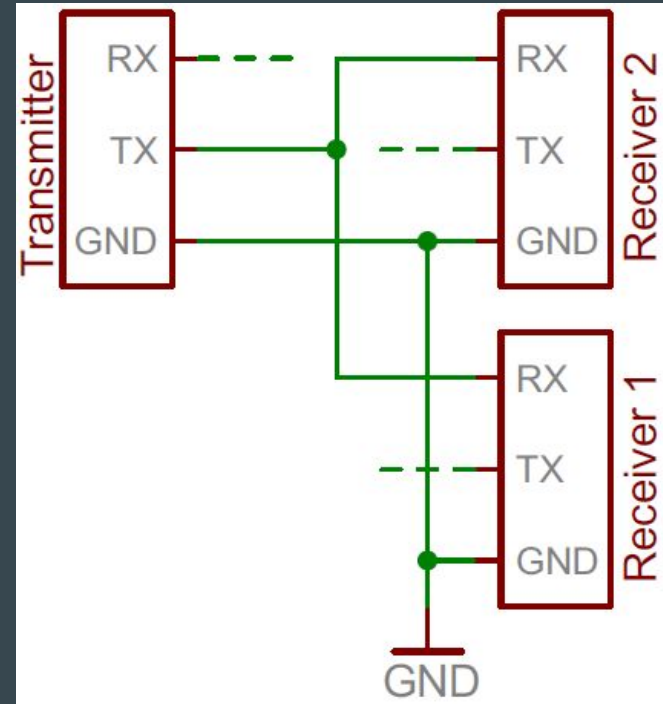 Transmitter
RX
TX
GND
RX
TX
GND
Receiver 2
RX
TX
GND
Receiver 1
GND